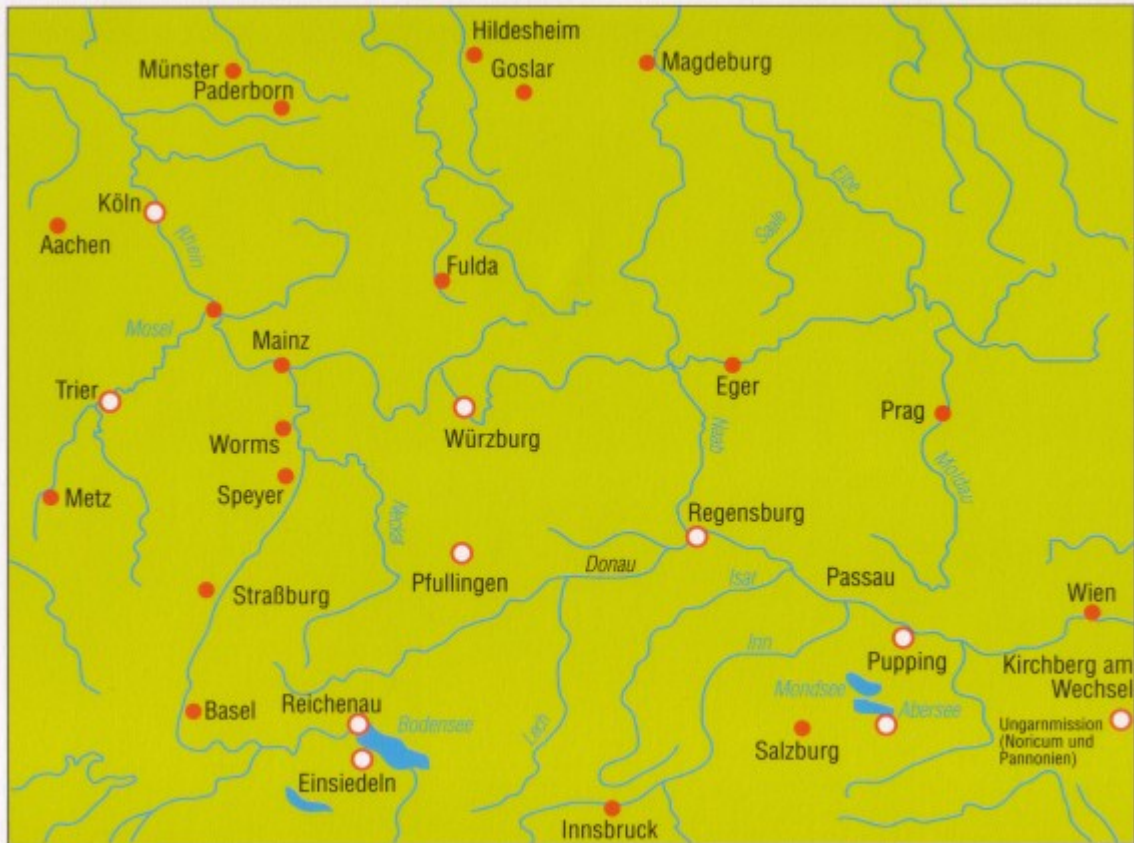 Hildesheim
Münster
Goslar
Magdeburg
Paderborn
Elbe
Köln
Saale
Aachen
Rhein
Fulda
Mosel
Mainz
Trier
Eger
Prag
Worms
Würzburg
Naab
Metz
Speyer
Moldau
Neckar
Regensburg
Pfullingen
Donau
Isar
Passau
Straßburg
Wien
Inn
Pupping
Kirchberg am
Wechsel
Mondsee
Reichenau
Basel
Bodensee
Lech
Abersee
Ungarnmission
(Noricum und
Pannonien)
Salzburg
Einsiedeln
Innsbruck